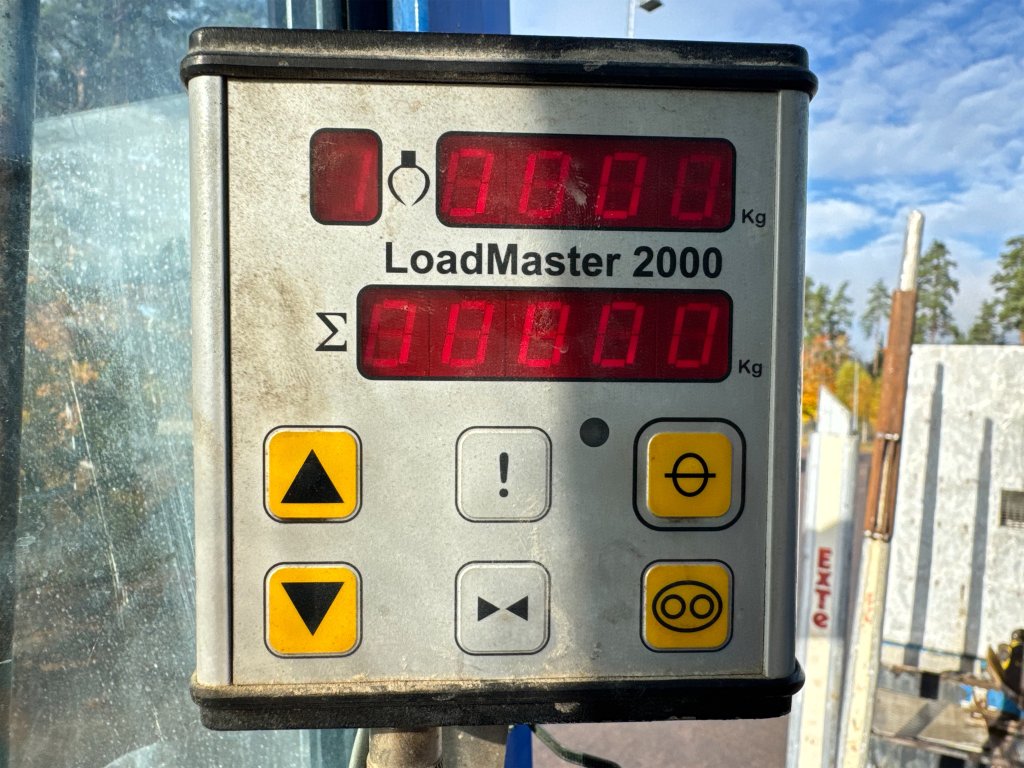 1 0000 Kg
LoadMaster 2000
Σ 00000 Kg
!
ExTe